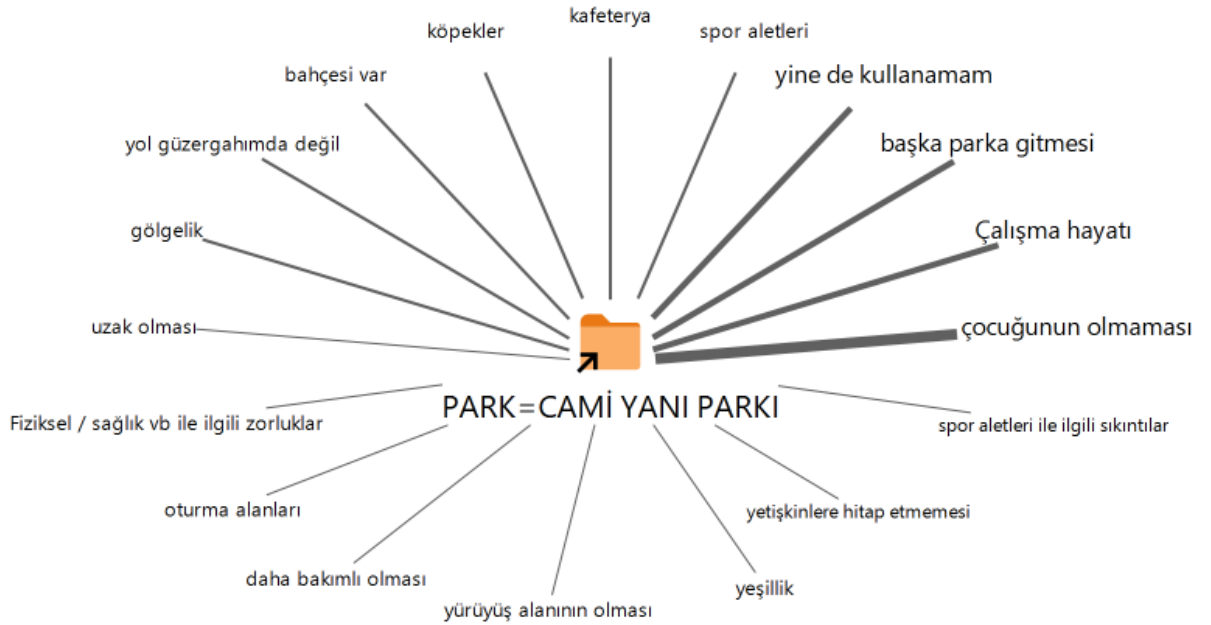 kafeterya
köpekler
spor aletleri
bahçesi var
yine de kullanamam
yol güzergahımda değil
başka parka gitmesi
gölgelik
Çalışma hayatı
uzak olması
çocuğunun olmaması
PARK=CAMİ YANI PARKI
Fiziksel / sağlık vb ile ilgili zorluklar
spor aletleri ile ilgili sıkıntılar
oturma alanları
yetişkinlere hitap etmemesi
daha bakımlı olması
yeşillik
yürüyüş alanının olması